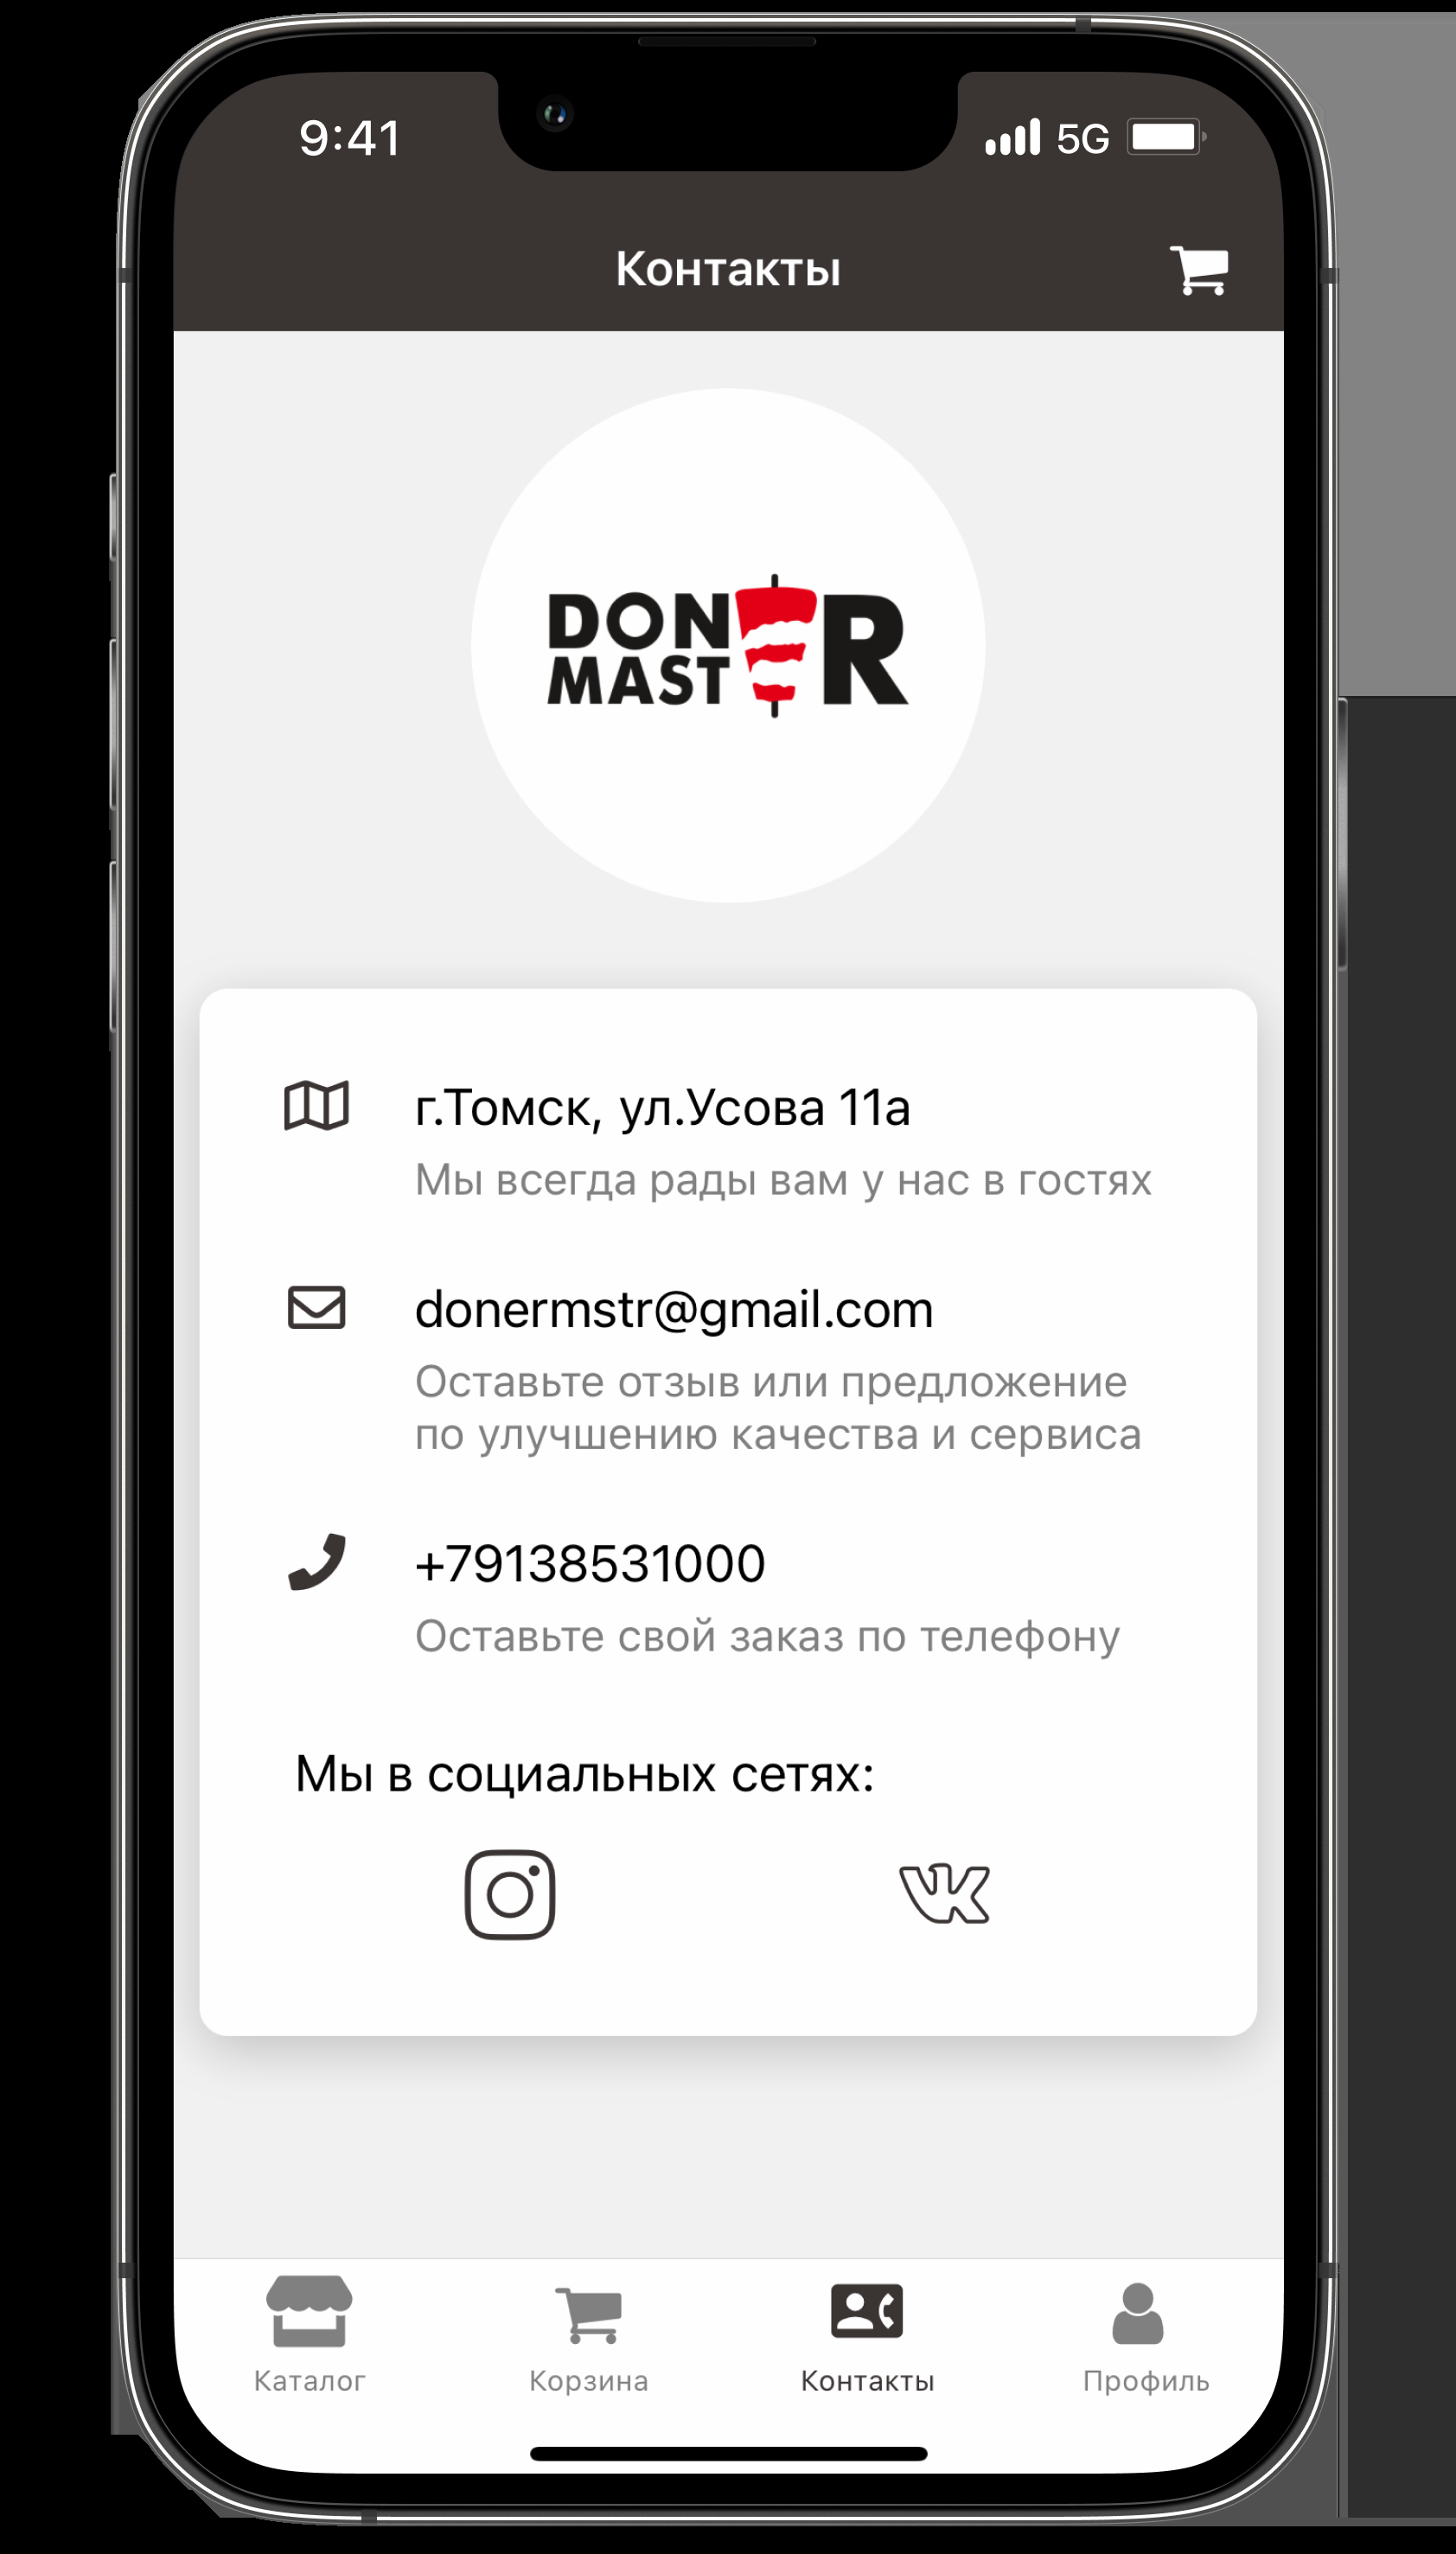 9:41
5G
Контакты
DONER
MASTER
г.Томск, ул.Усова 11а
Мы всегда рады вам у нас в гостях
donermstr@gmail.com
Оставьте отзыв или предложение
по улучшению качества и сервиса
+79138531000
Оставьте свой заказ по телефону
Мы в социальных сетях:
Каталог
Корзина
Контакты
Профиль